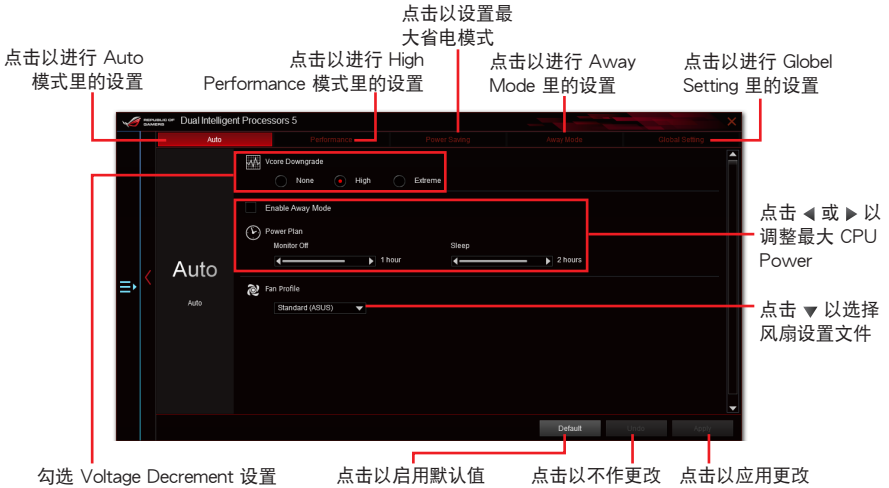 点击以设置最
大省电模式
点击以进行 Auto
模式里的设置
点击以进行 High
Performance 模式里的设置
点击以进行 Away
Mode 里的设置
点击以进行 Globel
Setting 里的设置
REPUBLIC OF
GAMERS
Dual Intelligent Processors 5
Auto
Performance
Power Saving
Away Mode
Global Setting
Vcore Downgrade
None
High
Extreme
Enable Away Mode
Power Plan
Monitor Off
Sleep
1 hour
2 hours
Auto
Auto
Fan Profile
Standard (ASUS)
点击 ◀ 或 ▶ 以
调整最大 CPU
Power
点击 ▼ 以选择
风扇设置文件
Default
Undo
Apply
勾选 Voltage Decrement 设置
点击以启用默认值
点击以不作更改
点击以应用更改